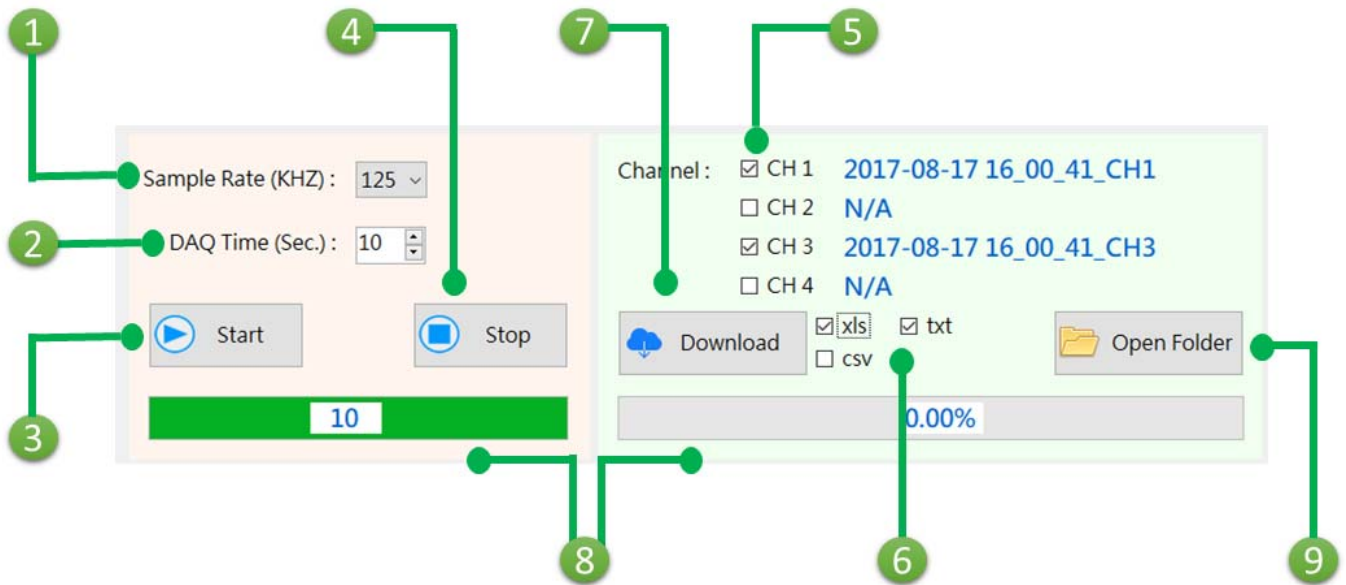 1
4
7
5
Sample Rate (KHZ) : 125
Channel : CH 1 2017-08-17 16_00_41_CH1
CH 2 N/A
2
DAQ Time (Sec.) : 10
CH 3 2017-08-17 16_00_41_CH3
CH 4 N/A
Start
Stop
Download
xls
txt
csv
Open Folder
3
10
0.00%
8
6
9